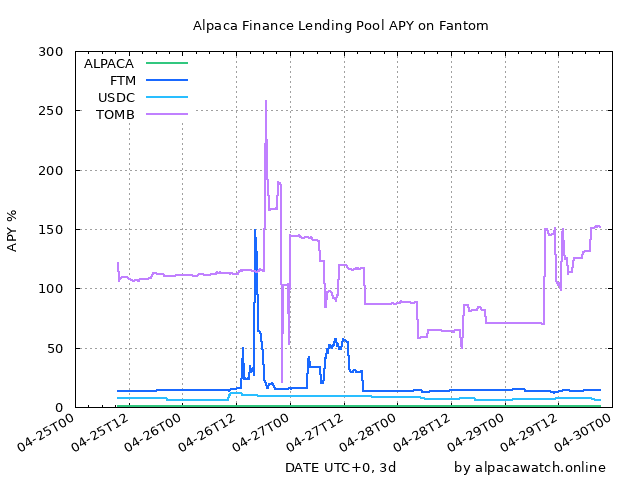 Alpaca Finance Lending Pool APY on Fantom
300
250
200
150
100
50
0
APY %
ALPACA
FTM
USDC
TOMB
04-25T00
04-25T12
04-26T00
04-26T12
04-27T00
04-27T12
04-28T00
04-28T12
04-29T00
04-29T12
04-30T00
DATE UTC+0, 3d
by alpacawatch.online